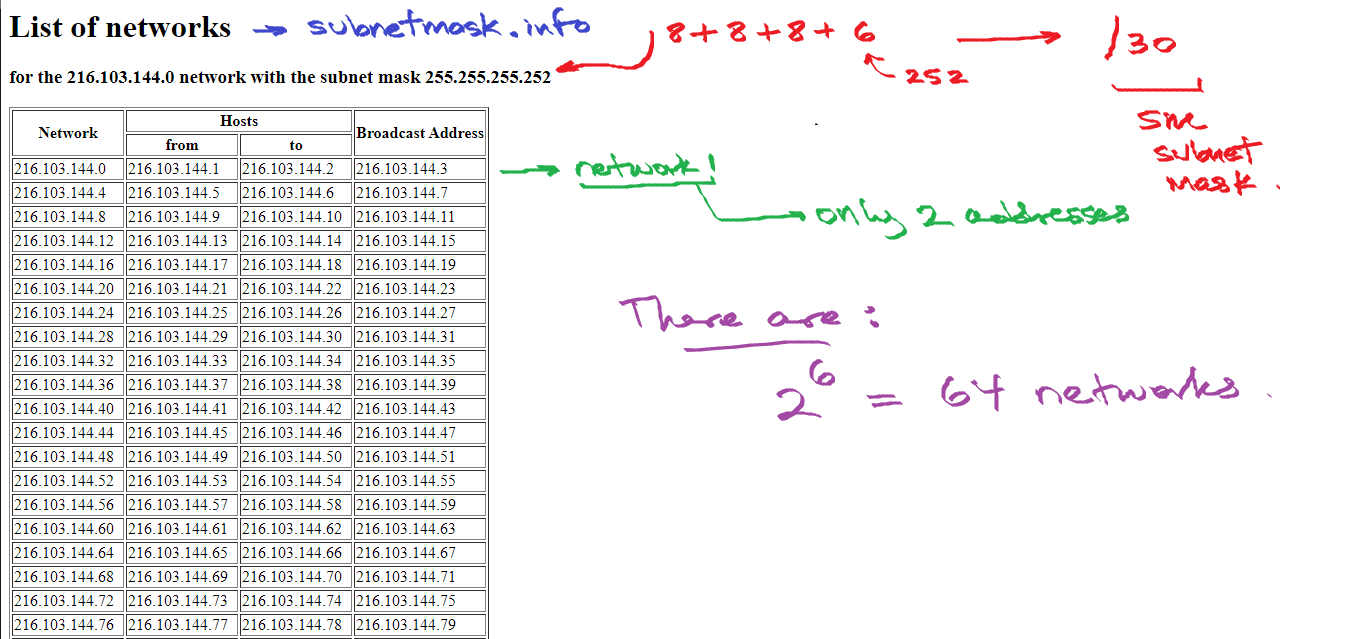 List of networks → subnetmask.info
8+8+8+6 → /30
252
for the 216.103.144.0 network with the subnet mask 255.255.255.252
subnet
mask.
Network Hosts Broadcast Address
from to
216.103.144.0 216.103.144.1 216.103.144.2 216.103.144.3
216.103.144.4 216.103.144.5 216.103.144.6 216.103.144.7
216.103.144.8 216.103.144.9 216.103.144.10 216.103.144.11
216.103.144.12 216.103.144.13 216.103.144.14 216.103.144.15
216.103.144.16 216.103.144.17 216.103.144.18 216.103.144.19
216.103.144.20 216.103.144.21 216.103.144.22 216.103.144.23
216.103.144.24 216.103.144.25 216.103.144.26 216.103.144.27
216.103.144.28 216.103.144.29 216.103.144.30 216.103.144.31
216.103.144.32 216.103.144.33 216.103.144.34 216.103.144.35
216.103.144.36 216.103.144.37 216.103.144.38 216.103.144.39
216.103.144.40 216.103.144.41 216.103.144.42 216.103.144.43
216.103.144.44 216.103.144.45 216.103.144.46 216.103.144.47
216.103.144.48 216.103.144.49 216.103.144.50 216.103.144.51
216.103.144.52 216.103.144.53 216.103.144.54 216.103.144.55
216.103.144.56 216.103.144.57 216.103.144.58 216.103.144.59
216.103.144.60 216.103.144.61 216.103.144.62 216.103.144.63
216.103.144.64 216.103.144.65 216.103.144.66 216.103.144.67
216.103.144.68 216.103.144.69 216.103.144.70 216.103.144.71
216.103.144.72 216.103.144.73 216.103.144.74 216.103.144.75
216.103.144.76 216.103.144.77 216.103.144.78 216.103.144.79
→ network!
→ only 2 addresses
There are:
2^6 = 64 networks.